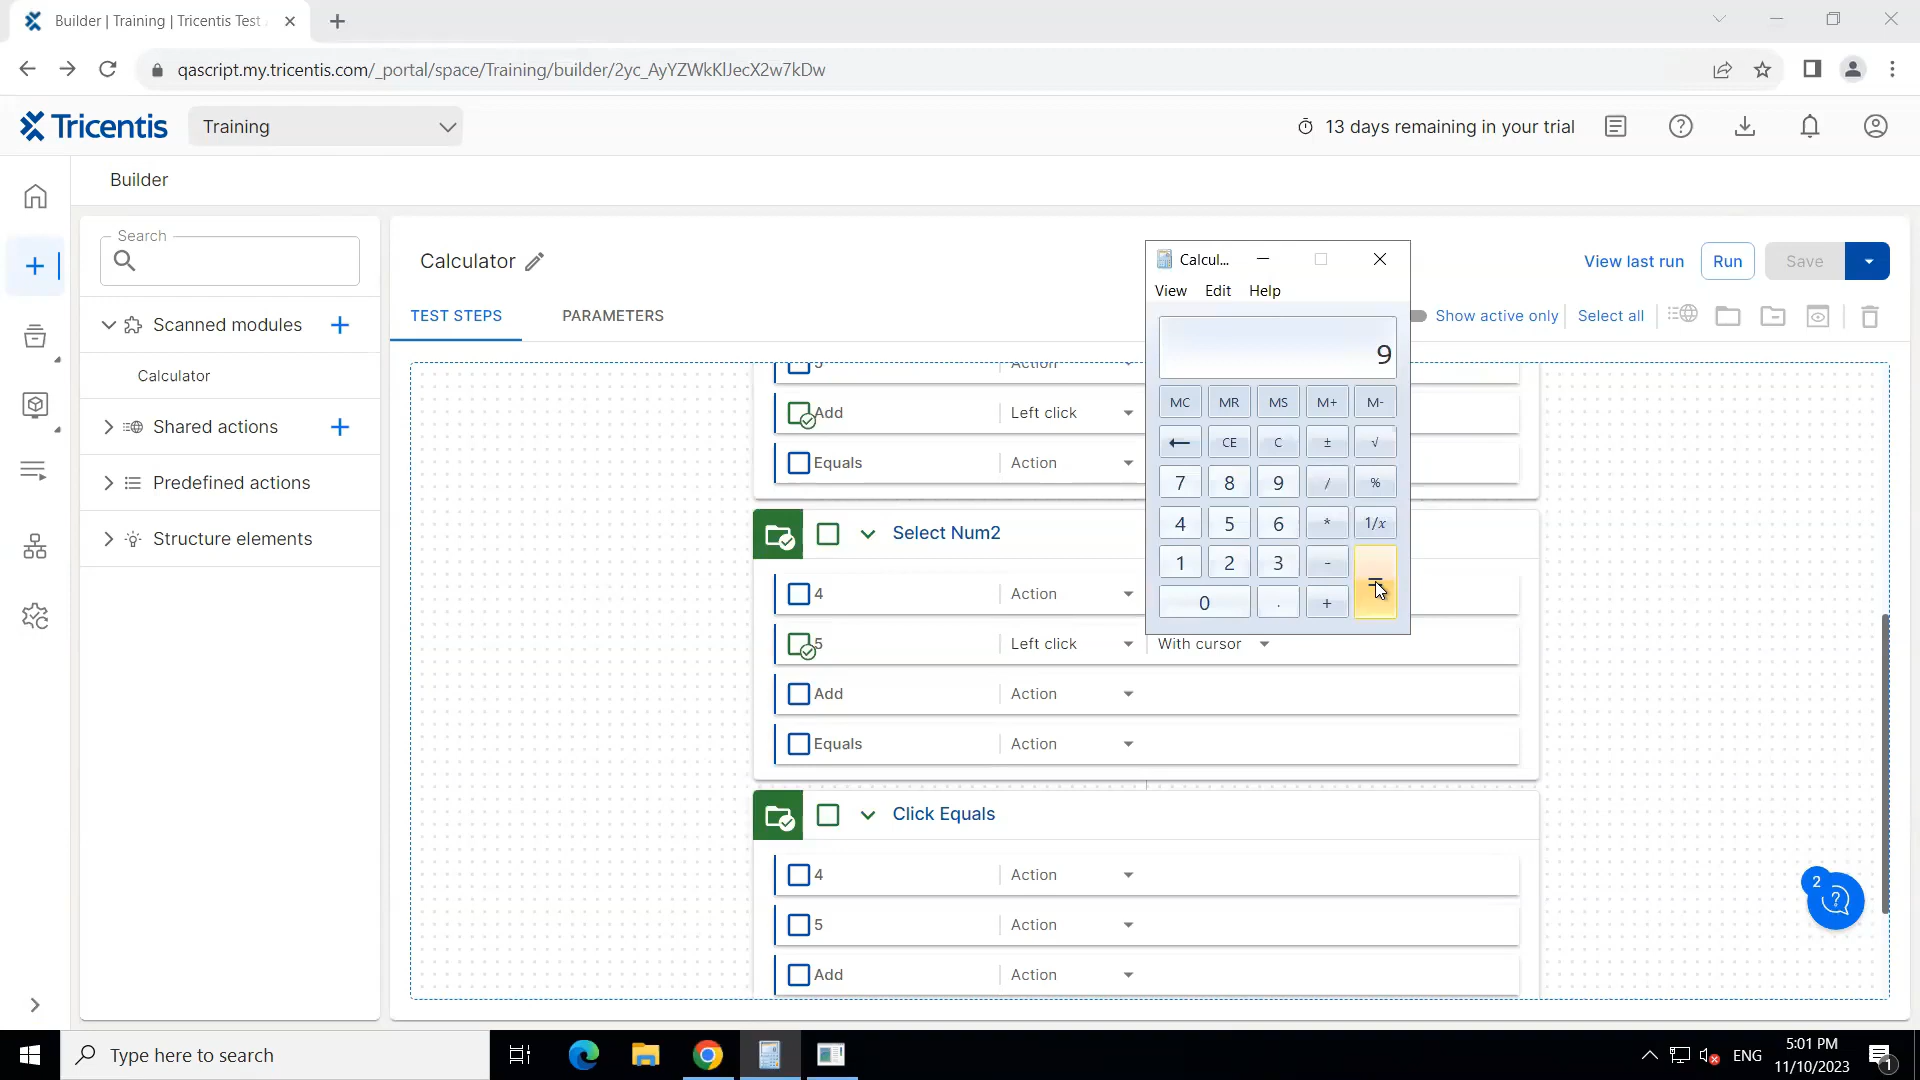 Builder | Training | Tricentis Test
qascript.my.tricentis.com/_portal/space/Training/builder/2yc_AyYZWkKlJecX2w7kDw
Tricentis
Training
13 days remaining in your trial
Builder
Search
Calculator
View last run
Run
Save
TEST STEPS
PARAMETERS
Show active only
Select all
Scanned modules
Calculator
Shared actions
Predefined actions
Structure elements
Action
Add
Left click
Equals
Action
Select Num2
4
Action
5
Left click
With cursor
Add
Action
Equals
Action
Click Equals
4
Action
5
Action
Add
Action
Calcul...
View
Edit
Help
9
MC
MR
MS
M+
M-
←
CE
C
±
√
7
8
9
/
%
4
5
6
*
1/x
1
2
3
-
=
0
.
+
2
Type here to search
ENG
5:01 PM
11/10/2023
1